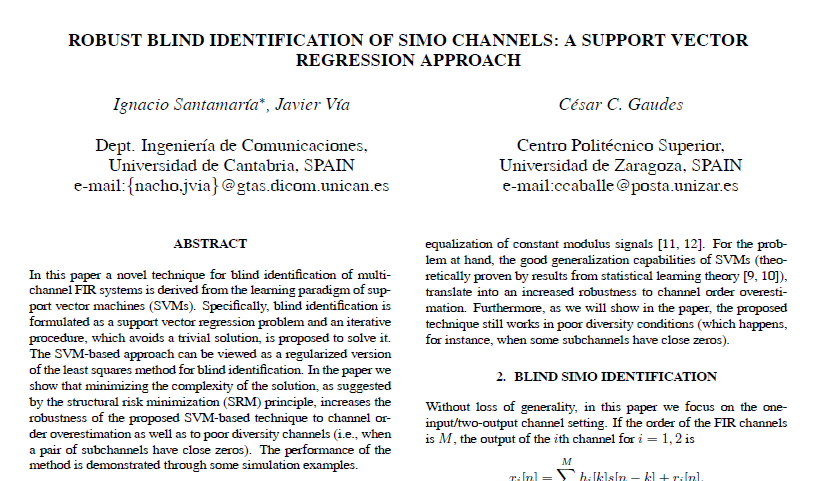 ROBUST BLIND IDENTIFICATION OF SIMO CHANNELS: A SUPPORT VECTOR
REGRESSION APPROACH
Ignacio Santamaría*, Javier Vía
Dept. Ingeniería de Comunicaciones,
Universidad de Cantabria, SPAIN
e-mail:{nacho,jvia}@gtas.dicom.unican.es
César C. Gaudes
Centro Politécnico Superior,
Universidad de Zaragoza, SPAIN
e-mail:ccaballe@posta.unizar.es
ABSTRACT
In this paper a novel technique for blind identification of multi-
channel FIR systems is derived from the learning paradigm of sup-
port vector machines (SVMs). Specifically, blind identification is
formulated as a support vector regression problem and an iterative
procedure, which avoids a trivial solution, is proposed to solve it.
The SVM-based approach can be viewed as a regularized version
of the least squares method for blind identification. In the paper we
show that minimizing the complexity of the solution, as suggested
by the structural risk minimization (SRM) principle, increases the
robustness of the proposed SVM-based technique to channel or-
der overestimation as well as to poor diversity channels (i.e., when
a pair of subchannels have close zeros). The performance of the
method is demonstrated through some simulation examples.
equalization of constant modulus signals [11, 12]. For the prob-
lem at hand, the good generalization capabilities of SVMs (theo-
retically proven by results from statistical learning theory [9, 10]),
translate into an increased robustness to channel order overesti-
mation. Furthermore, as we will show in the paper, the proposed
technique still works in poor diversity conditions (which happens,
for instance, when some subchannels have close zeros).
2. BLIND SIMO IDENTIFICATION
Without loss of generality, in this paper we focus on the one-
input/two-output channel setting. If the order of the FIR channels
is M, the output of the ith channel for i = 1, 2 is
M